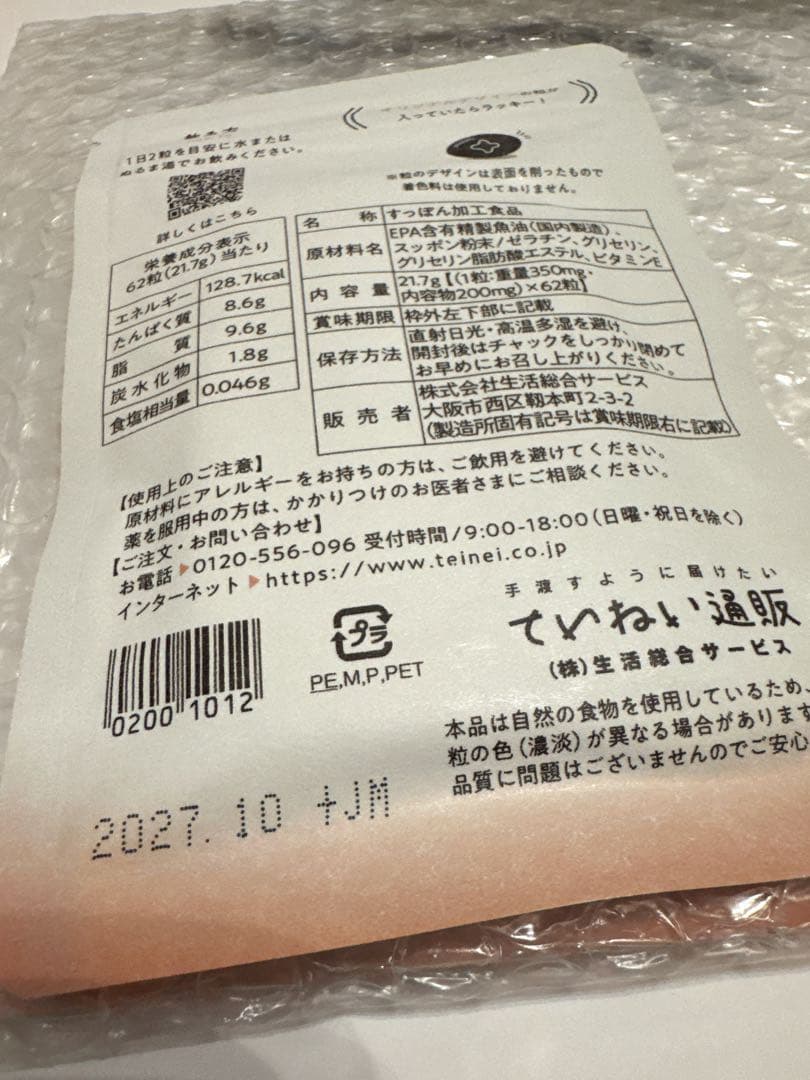 1日2粒を目安に水または
ぬるま湯でお飲みください。
詳しくはこちら
入っていたらラッキー!
※粒のデザインは表面を削ったもので
着色料は使用しておりません。
栄養成分表示
62粒(21.7g)当たり
エネルギー 128.7kcal
たんぱく質 8.6g
脂質 9.6g
炭水化物 1.8g
食塩相当量 0.046g
名称 すっぽん加工食品
原材料名 EPA含有精製魚油(国内製造)、
スッポン粉末/ゼラチン、グリセリン、
グリセリン脂肪酸エステル、ビタミンE
内容量 21.7g【(1粒:重量350mg・
内容物200mg)×62粒】
賞味期限 枠外左下部に記載
保存方法 直射日光・高温多湿を避け、
開封後はチャックをしっかり閉めて
お早めにお召し上がりください。
販売者 株式会社生活総合サービス
大阪市西区靱本町2-3-2
(製造所固有記号は賞味期限右に記載)
【使用上のご注意】
原材料にアレルギーをお持ちの方は、ご飲用を避けてください。
薬を服用中の方は、かかりつけのお医者さまにご相談ください。
【ご注文・お問い合わせ】
お電話▶0120-556-096 受付時間/9:00-18:00(日曜・祝日を除く)
インターネット▶https://www.teinei.co.jp
手渡すように届けたい
ていねい通販
(株)生活総合サービス
プラ
PE,M,P,PET
02001012
本品は自然の食物を使用しているため、
粒の色(濃淡)が異なる場合があります
品質に問題はございませんのでご安心
2027.10 +JM